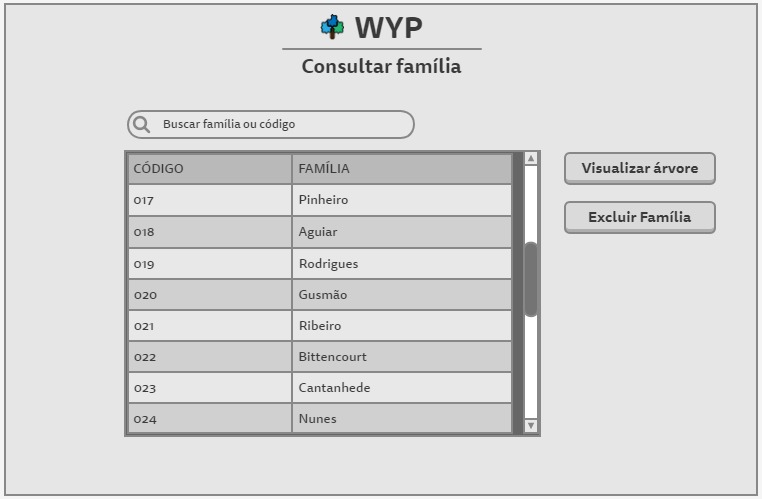 WYP
Consultar família
Buscar família ou código
CÓDIGO FAMÍLIA
017 Pinheiro
018 Aguiar
019 Rodrigues
020 Gusmão
021 Ribeiro
022 Bittencourt
023 Cantanhede
024 Nunes
Visualizar árvore
Excluir Família